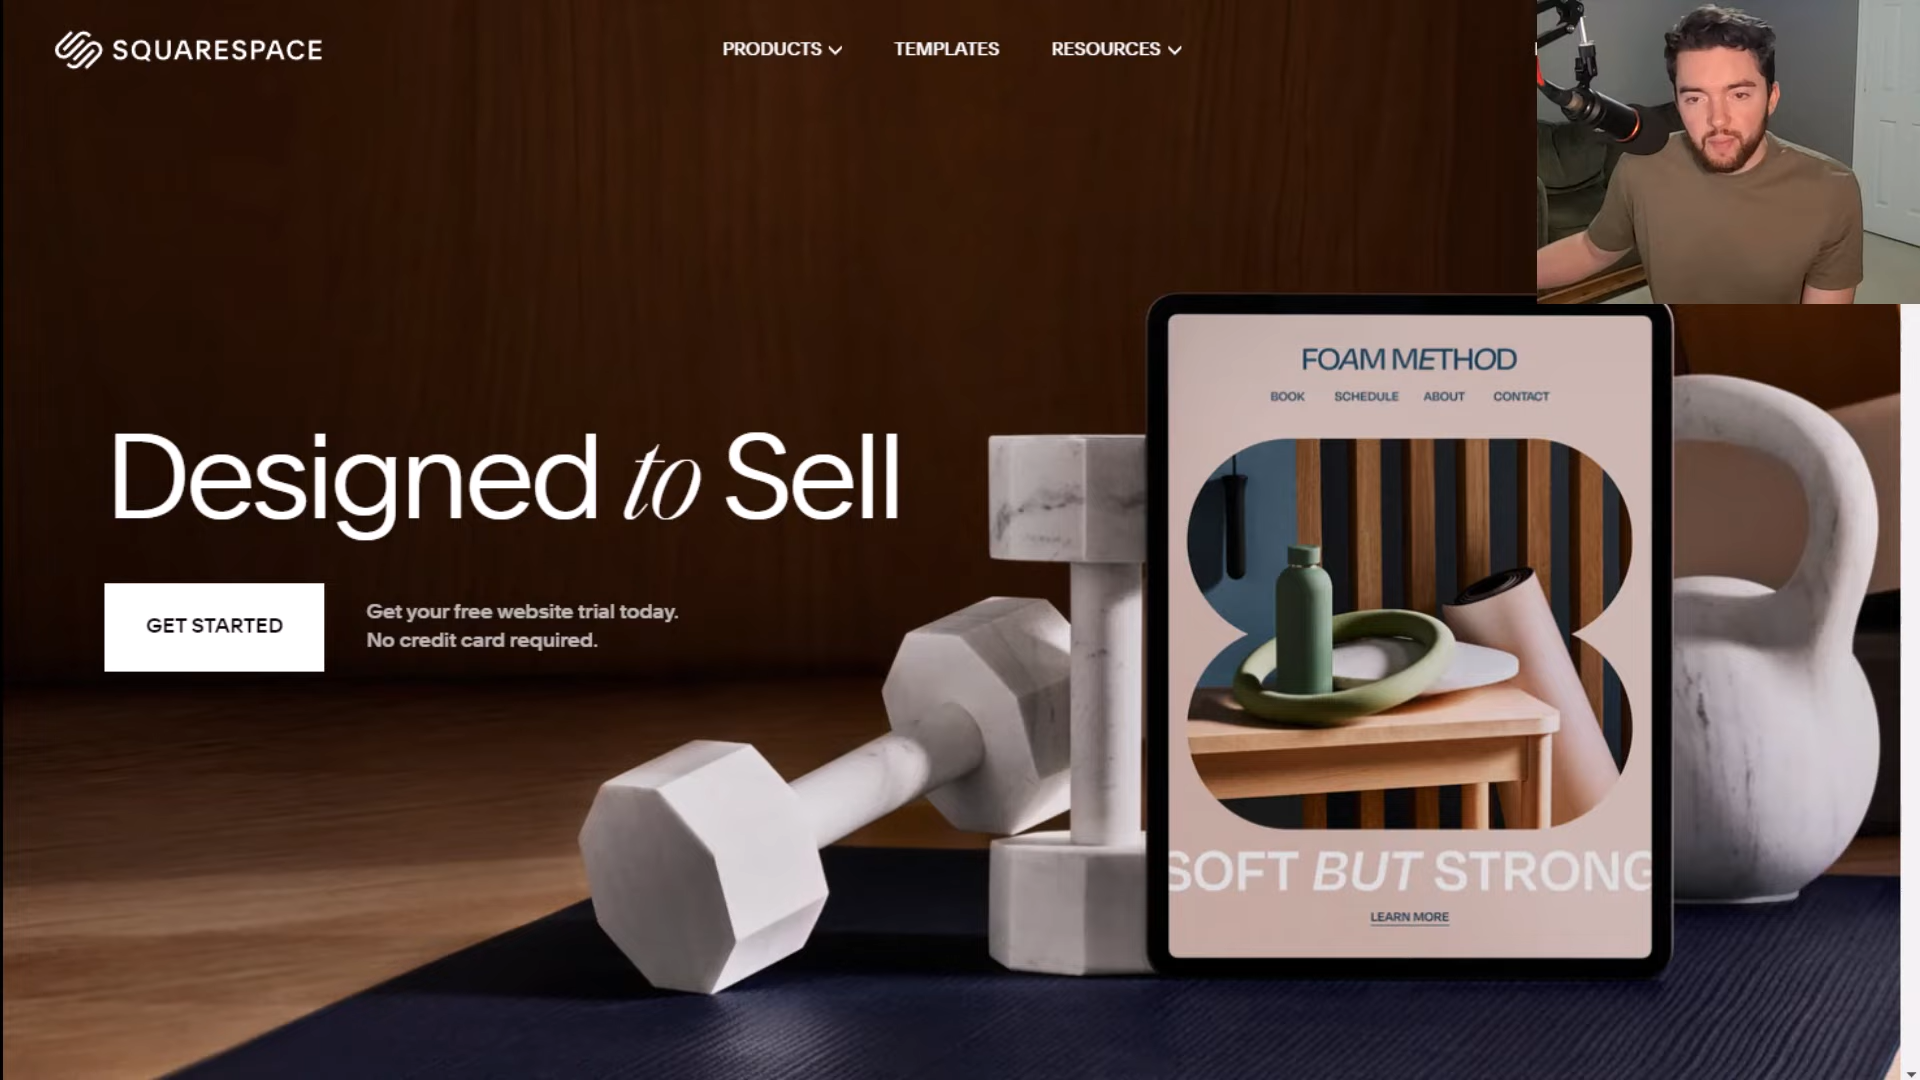 SQUARESPACE
PRODUCTS
TEMPLATES
RESOURCES
Designed to Sell
GET STARTED
Get your free website trial today.
No credit card required.
FOAM METHOD
BOOK SCHEDULE ABOUT CONTACT
SOFT BUT STRONG
LEARN MORE